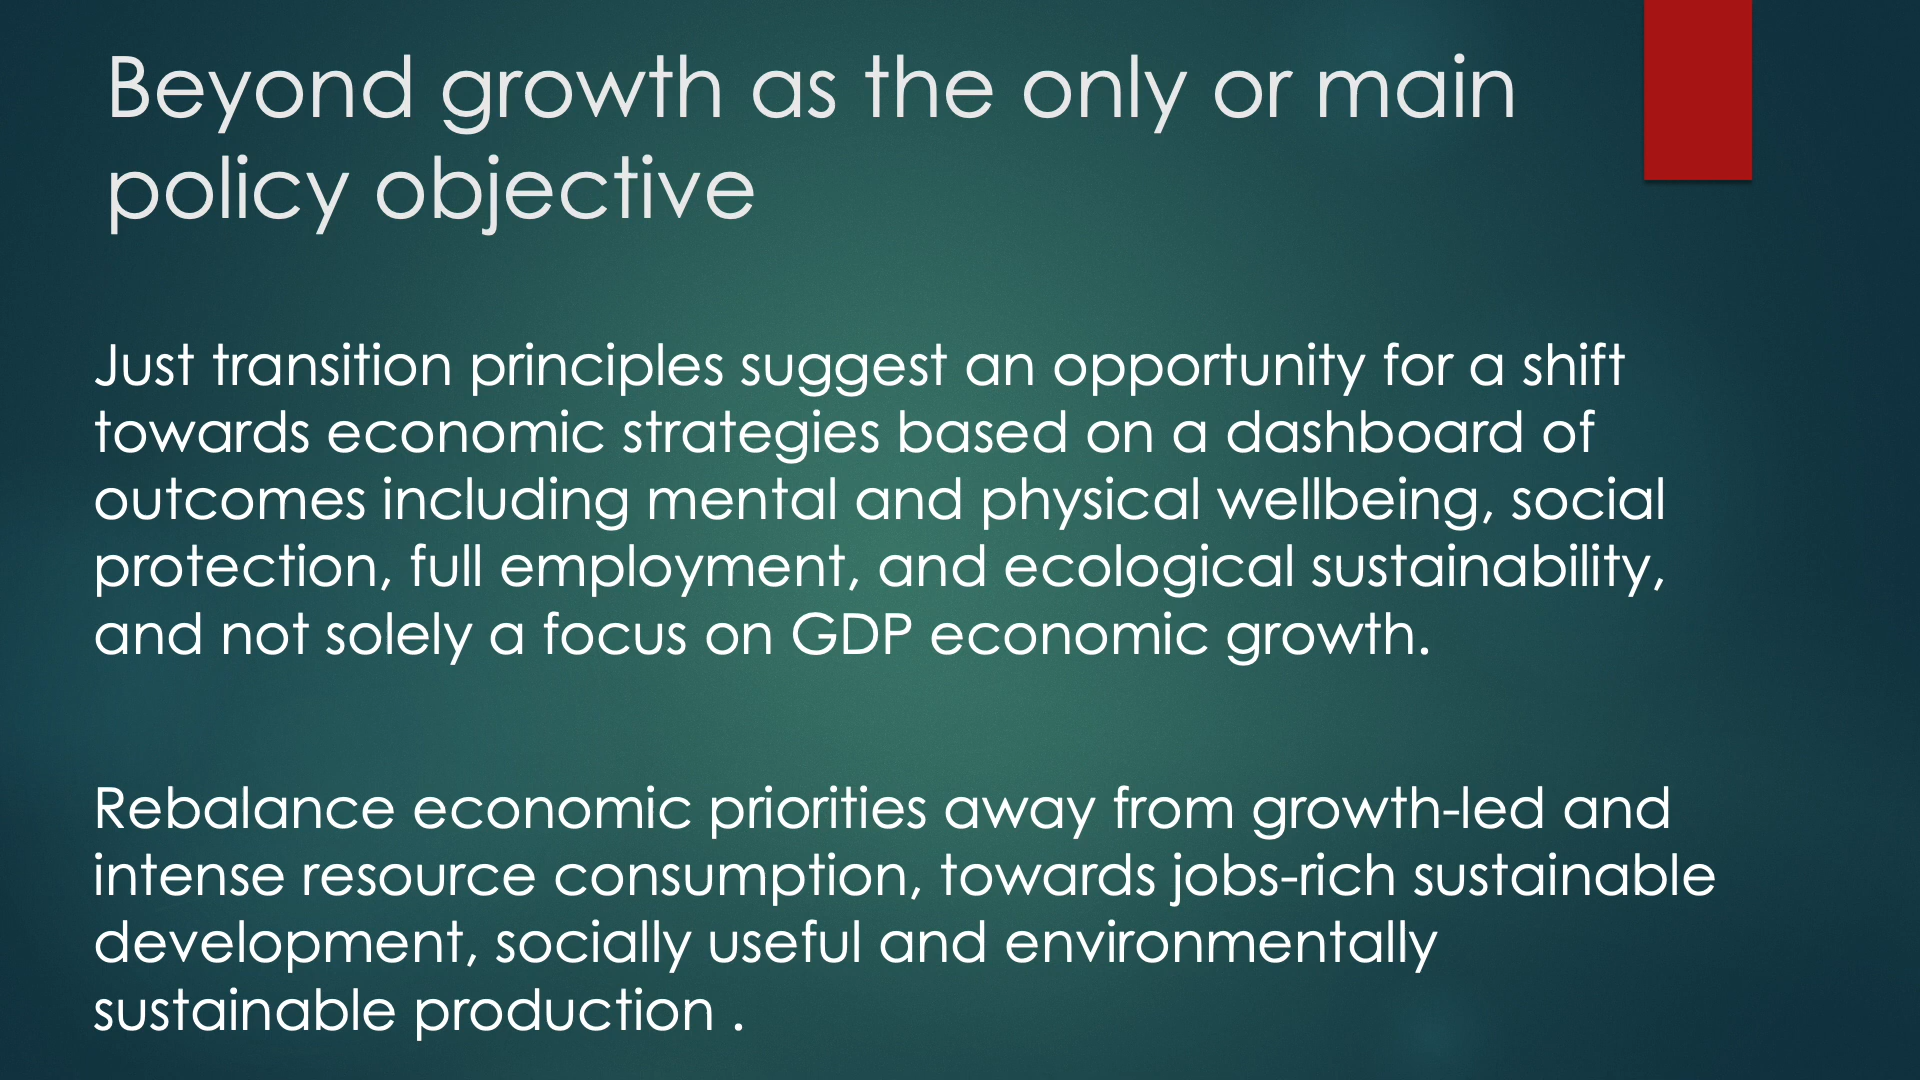 Beyond growth as the only or main
policy objective
Just transition principles suggest an opportunity for a shift
towards economic strategies based on a dashboard of
outcomes including mental and physical wellbeing, social
protection, full employment, and ecological sustainability,
and not solely a focus on GDP economic growth.
Rebalance economic priorities away from growth-led and
intense resource consumption, towards jobs-rich sustainable
development, socially useful and environmentally
sustainable production .